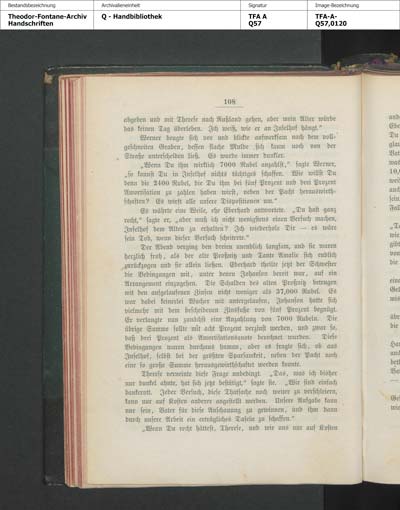 Bestandsbezeichnung
Archivalieneinheit
Signatur
Image-Bezeichnung
Theodor-Fontane-Archiv
Handschriften
Q - Handbibliothek
TFA A
Q57
TFA-A-
Q57,0120
108
abgeben und mit Therese nach Rußland gehen, aber mein Alter würde
das keinen Tag überleben. Ich weiß, wie er an Inselhof hängt."
Werner beugte sich vor und blickte aufmerksam nach dem voll-
geschneiten Graben, dessen flache Mulde sich kaum noch von der
Straße unterscheiden ließ. Es wurde immer dunkler.
„Wenn Du ihm wirklich 7000 Rubel anzahlst," sagte Werner,
„so kannst Du in Inselhof nichts tüchtiges schaffen. Wie willst Du
denn die 2400 Rubel, die Du ihm bei fünf Prozent und drei Prozent
Amortisation zu zahlen haben wirst, neben der Pacht herauswirth-
schaften? Es wirft alle unsre Dispositionen um."
Es währte eine Weile, ehe Eberhard antwortete. „Du hast ganz
recht," sagte er, „aber muß ich nicht wenigstens einen Versuch machen,
Inselhof dem Alten zu erhalten? Ich wiederhole Dir — es wäre
sein Tod, wenn dieser Versuch scheiterte."
Der Abend verging den dreien unendlich langsam, und sie waren
herzlich froh, als der alte Proßnitz und Tante Amalie sich endlich
zurückzogen und sie allein ließen. Eberhard theilte jetzt der Schwester
die Bedingungen mit, unter denen Johanson bereit war, auf ein
Arrangement einzugehen. Die Schulden des alten Proßnitz betrugen
mit den aufgelaufenen Zinsen nicht weniger als 37,000 Rubel. Es
war dabei keinerlei Wucher mit untergelaufen, Johanson hatte sich
vielmehr mit dem bescheidenen Zinsfuße von fünf Prozent begnügt.
Er verlangte nun zunächst eine Anzahlung von 7000 Rubeln. Die
übrige Summe sollte mit acht Prozent verzinst werden, und zwar so,
daß drei Prozent als Amortisationsquote berechnet wurden. Diese
Bedingungen waren durchaus human, aber es fragte sich, ob aus
Inselhof, selbst bei der größten Sparsamkeit, neben der Pacht noch
eine so große Summe herausgewirthschaftet werden konnte.
Therese verneinte diese Frage unbedingt. „Das, was ich bisher
nur dunkel ahnte, hat sich jetzt bestätigt," sagte sie. „Wir sind einfach
bankerott. Jeder Versuch, diese Thatsache noch weiter zu verschleiern,
kann nur auf Kosten anderer angestellt werden. Unsere Aufgabe kann
nur sein, Vater für diese Anschauung zu gewinnen, und ihm dann
durch unsere Arbeit ein erträgliches Dasein zu schaffen."
„Wenn Du recht hättest, Therese, und wir uns nur auf Kosten